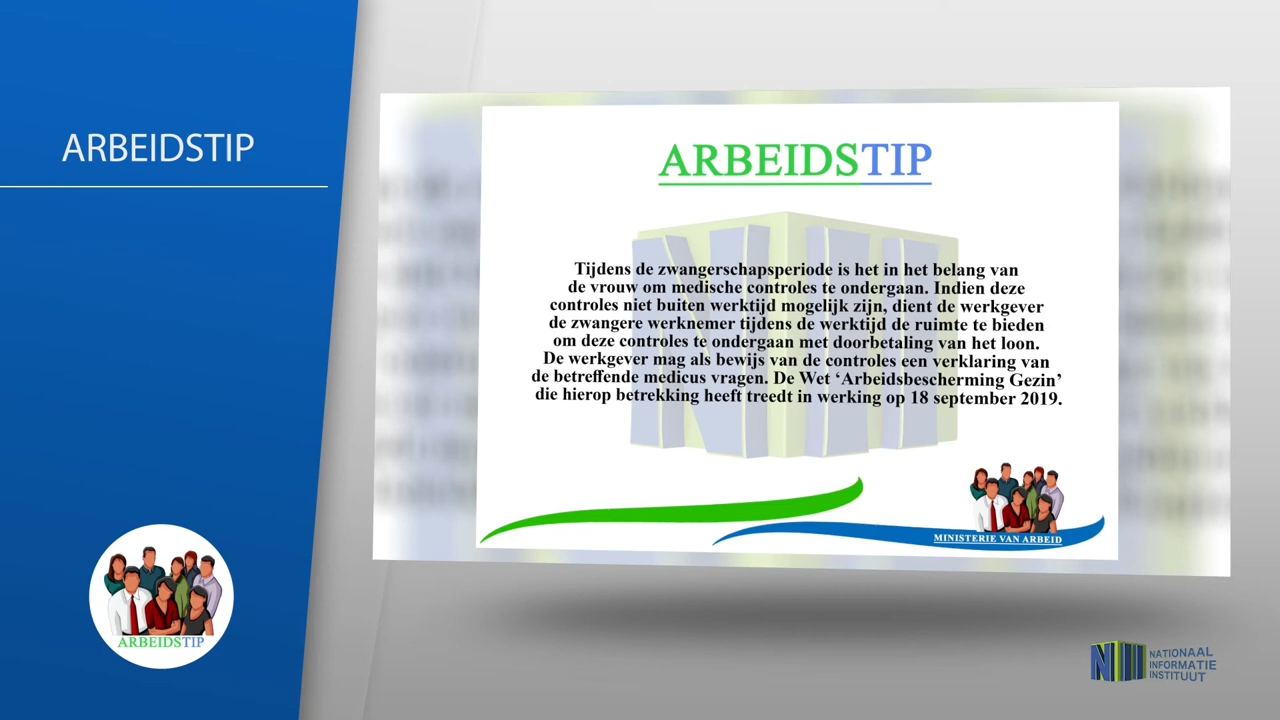 ARBEIDSTIP
ARBEIDSTIP
Tijdens de zwangerschapsperiode is het in het belang van
de vrouw om medische controles te ondergaan. Indien deze
controles niet buiten werktijd mogelijk zijn, dient de werkgever
de zwangere werknemer tijdens de werktijd de ruimte te bieden
om deze controles te ondergaan met doorbetaling van het loon.
De werkgever mag als bewijs van de controles een verklaring van
de betreffende medicus vragen. De Wet ‘Arbeidsbescherming Gezin’
die hierop betrekking heeft treedt in werking op 18 september 2019.
MINISTERIE VAN ARBEID
ARBEIDSTIP
NII
NATIONAAL
INFORMATIE
INSTITUUT